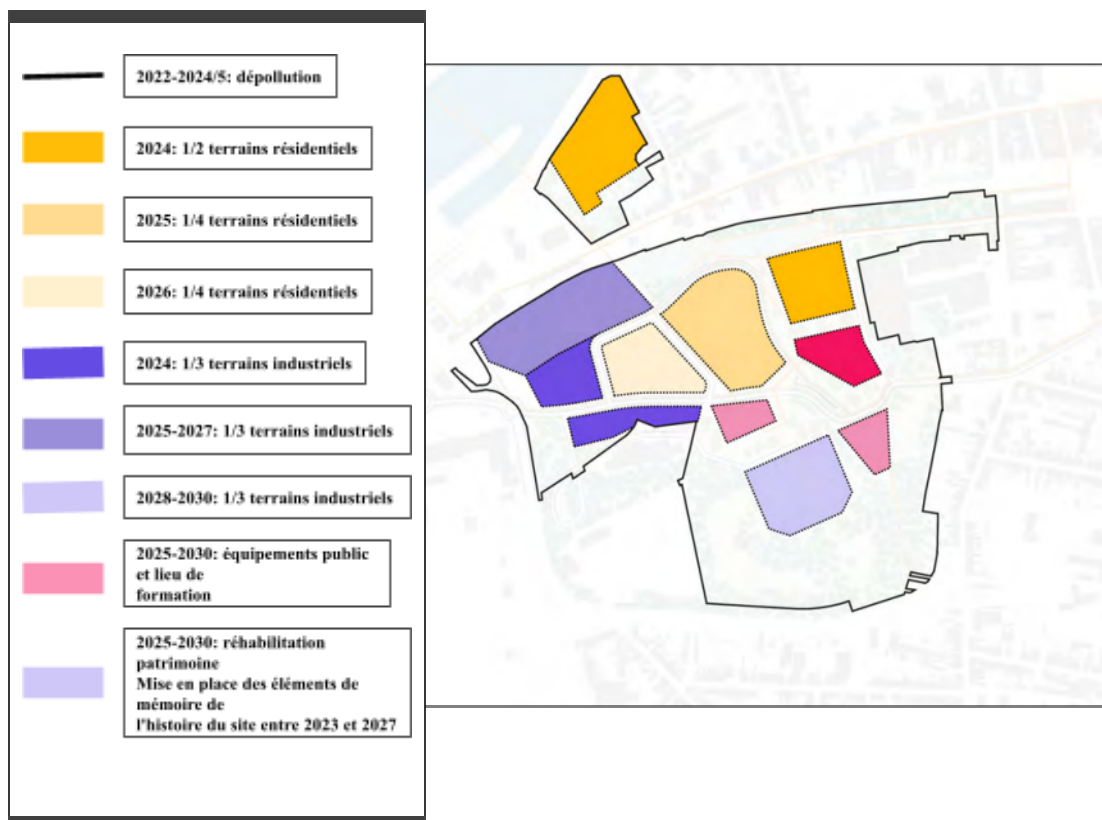 2022-2024/5: dépollution
2024: 1/2 terrains résidentiels
2025: 1/4 terrains résidentiels
2026: 1/4 terrains résidentiels
2024: 1/3 terrains industriels
2025-2027: 1/3 terrains industriels
2028-2030: 1/3 terrains industriels
2025-2030: équipements public
et lieu de
formation
2025-2030: réhabilitation
patrimoine
Mise en place des éléments de
mémoire de
l'histoire du site entre 2023 et 2027